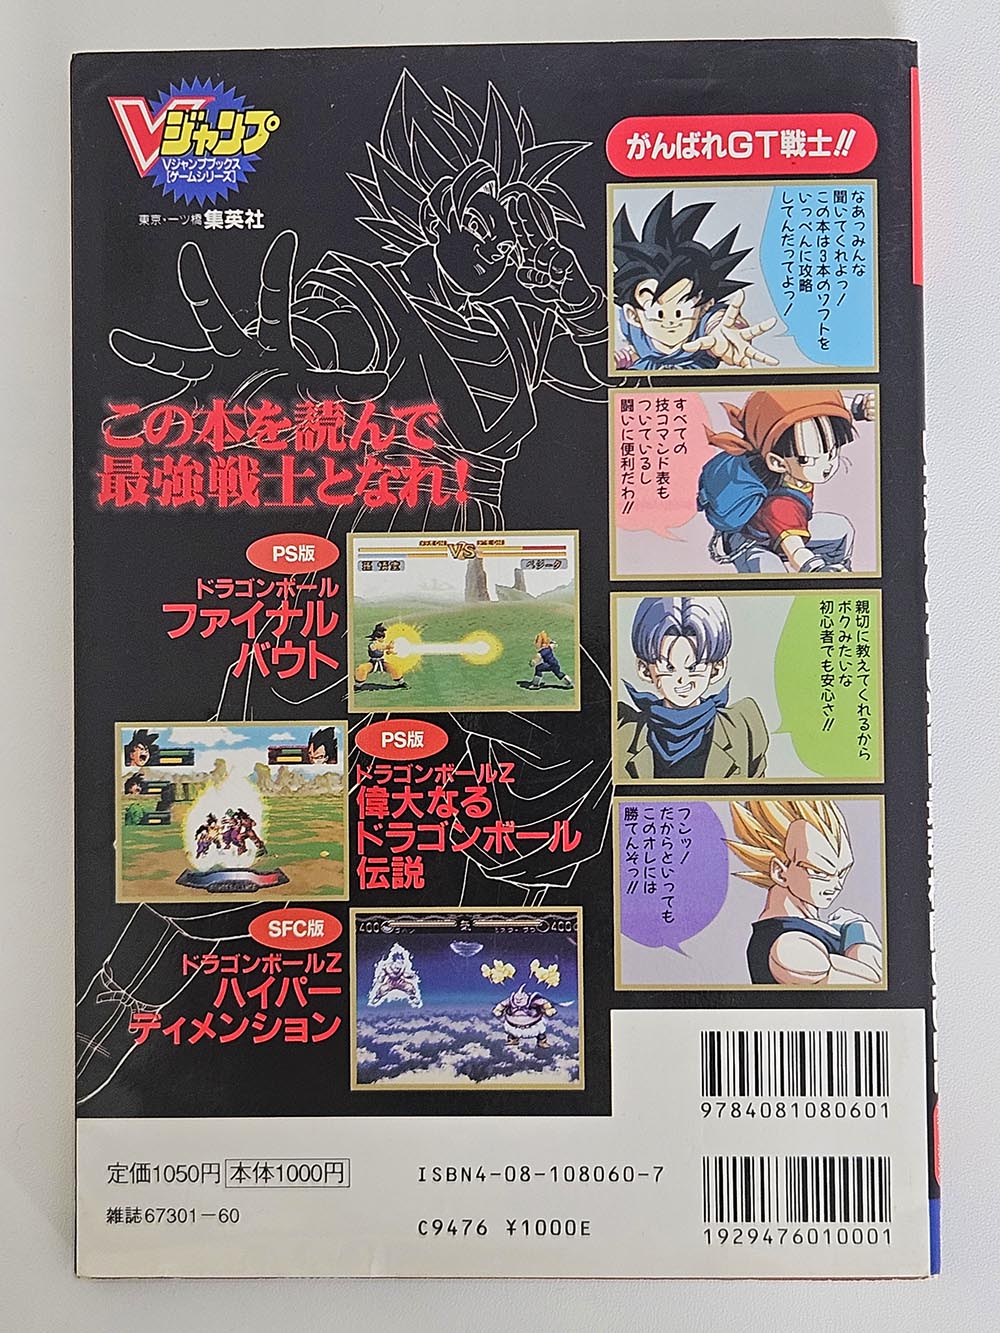 Vジャンプ
Vジャンプブックス
[ゲームシリーズ]
東京・一ツ橋 集英社
がんばれGT戦士!!
なあっみんな
聞いてくれよっ!
この本は3本のソフトを
いっぺんに攻略
してんだってよっ!
すべての
技コマンド表も
ついているし
闘いに便利だわ!!
親切に教えてくれるから
ボクみたいな
初心者でも安心さ!!
フンッ!
だからといっても
このオレには
勝てんぞっ!!
この本を読んで
最強戦士となれ!
PS版
ドラゴンボール
ファイナル
バウト
VS
孫 悟空
ベジータ
PS版
ドラゴンボールZ
偉大なる
ドラゴンボール
伝説
SFC版
ドラゴンボールZ
ハイパー
ディメンション
400
気
400
9784081080601
定価1050円 本体1000円
ISBN4-08-108060-7
雑誌67301-60
C9476 ¥1000E
1929476010001